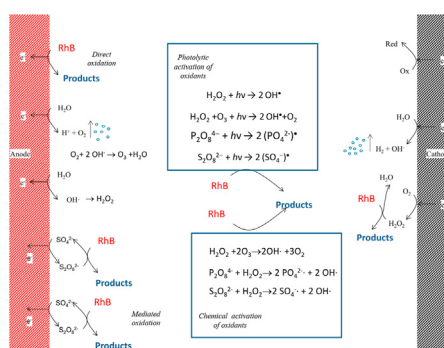 RhB
e⁻
Direct
oxidation
Products
H₂O
e⁻
H⁺ + O₂
Anode
O₂+ 2 OH· → O₃ +H₂O
H₂O
e⁻
OH· → H₂O₂
SO₄²⁻
RhB
e⁻
S₂O₈²⁻
Products
SO₄²⁻
RhB
e⁻
S₂O₈²⁻
Products
Mediated
oxidation
Photolytic
activation of
oxidants
H₂O₂ + hν → 2 OH•
H₂O₂ + O₃ + hν → 2 OH•+O₂
P₂O₈⁴⁻ + hν → 2 (PO₄²⁻)•
S₂O₈²⁻ + hν → 2 (SO₄⁻)•
RhB
Products
RhB
H₂O₂ +2O₃→2OH· +3O₂
P₂O₈⁴⁻ + H₂O₂→2 PO₄²⁻· + 2 OH·
S₂O₈²⁻ + H₂O₂→2 SO₄⁻· + 2 OH·
Chemical activation
of oxidants
Red
Ox
H₂O
H₂ + OH⁻
H₂O
O₂
RhB
H₂O₂
Products